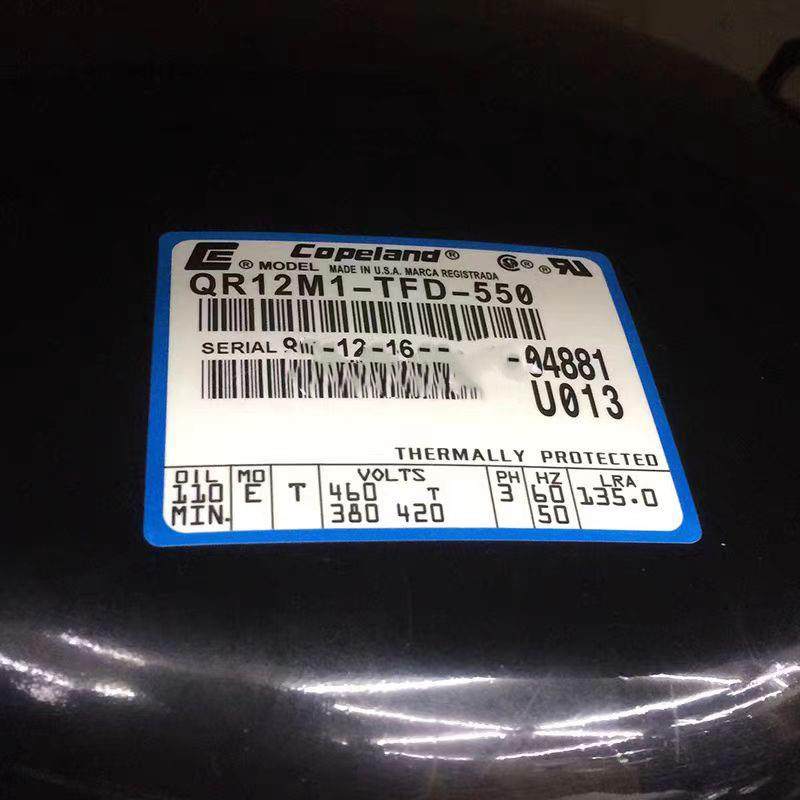 Copeland®
® MODEL MADE IN U.S.A. MARCA REGISTRADA
QR12M1-TFD-550
SERIAL -12-16- -04881
U013
THERMALLY PROTECTED
OIL MO VOLTS PH HZ LRA
110 E T 460 T 3 60 135.0
MIN. 380 420 50